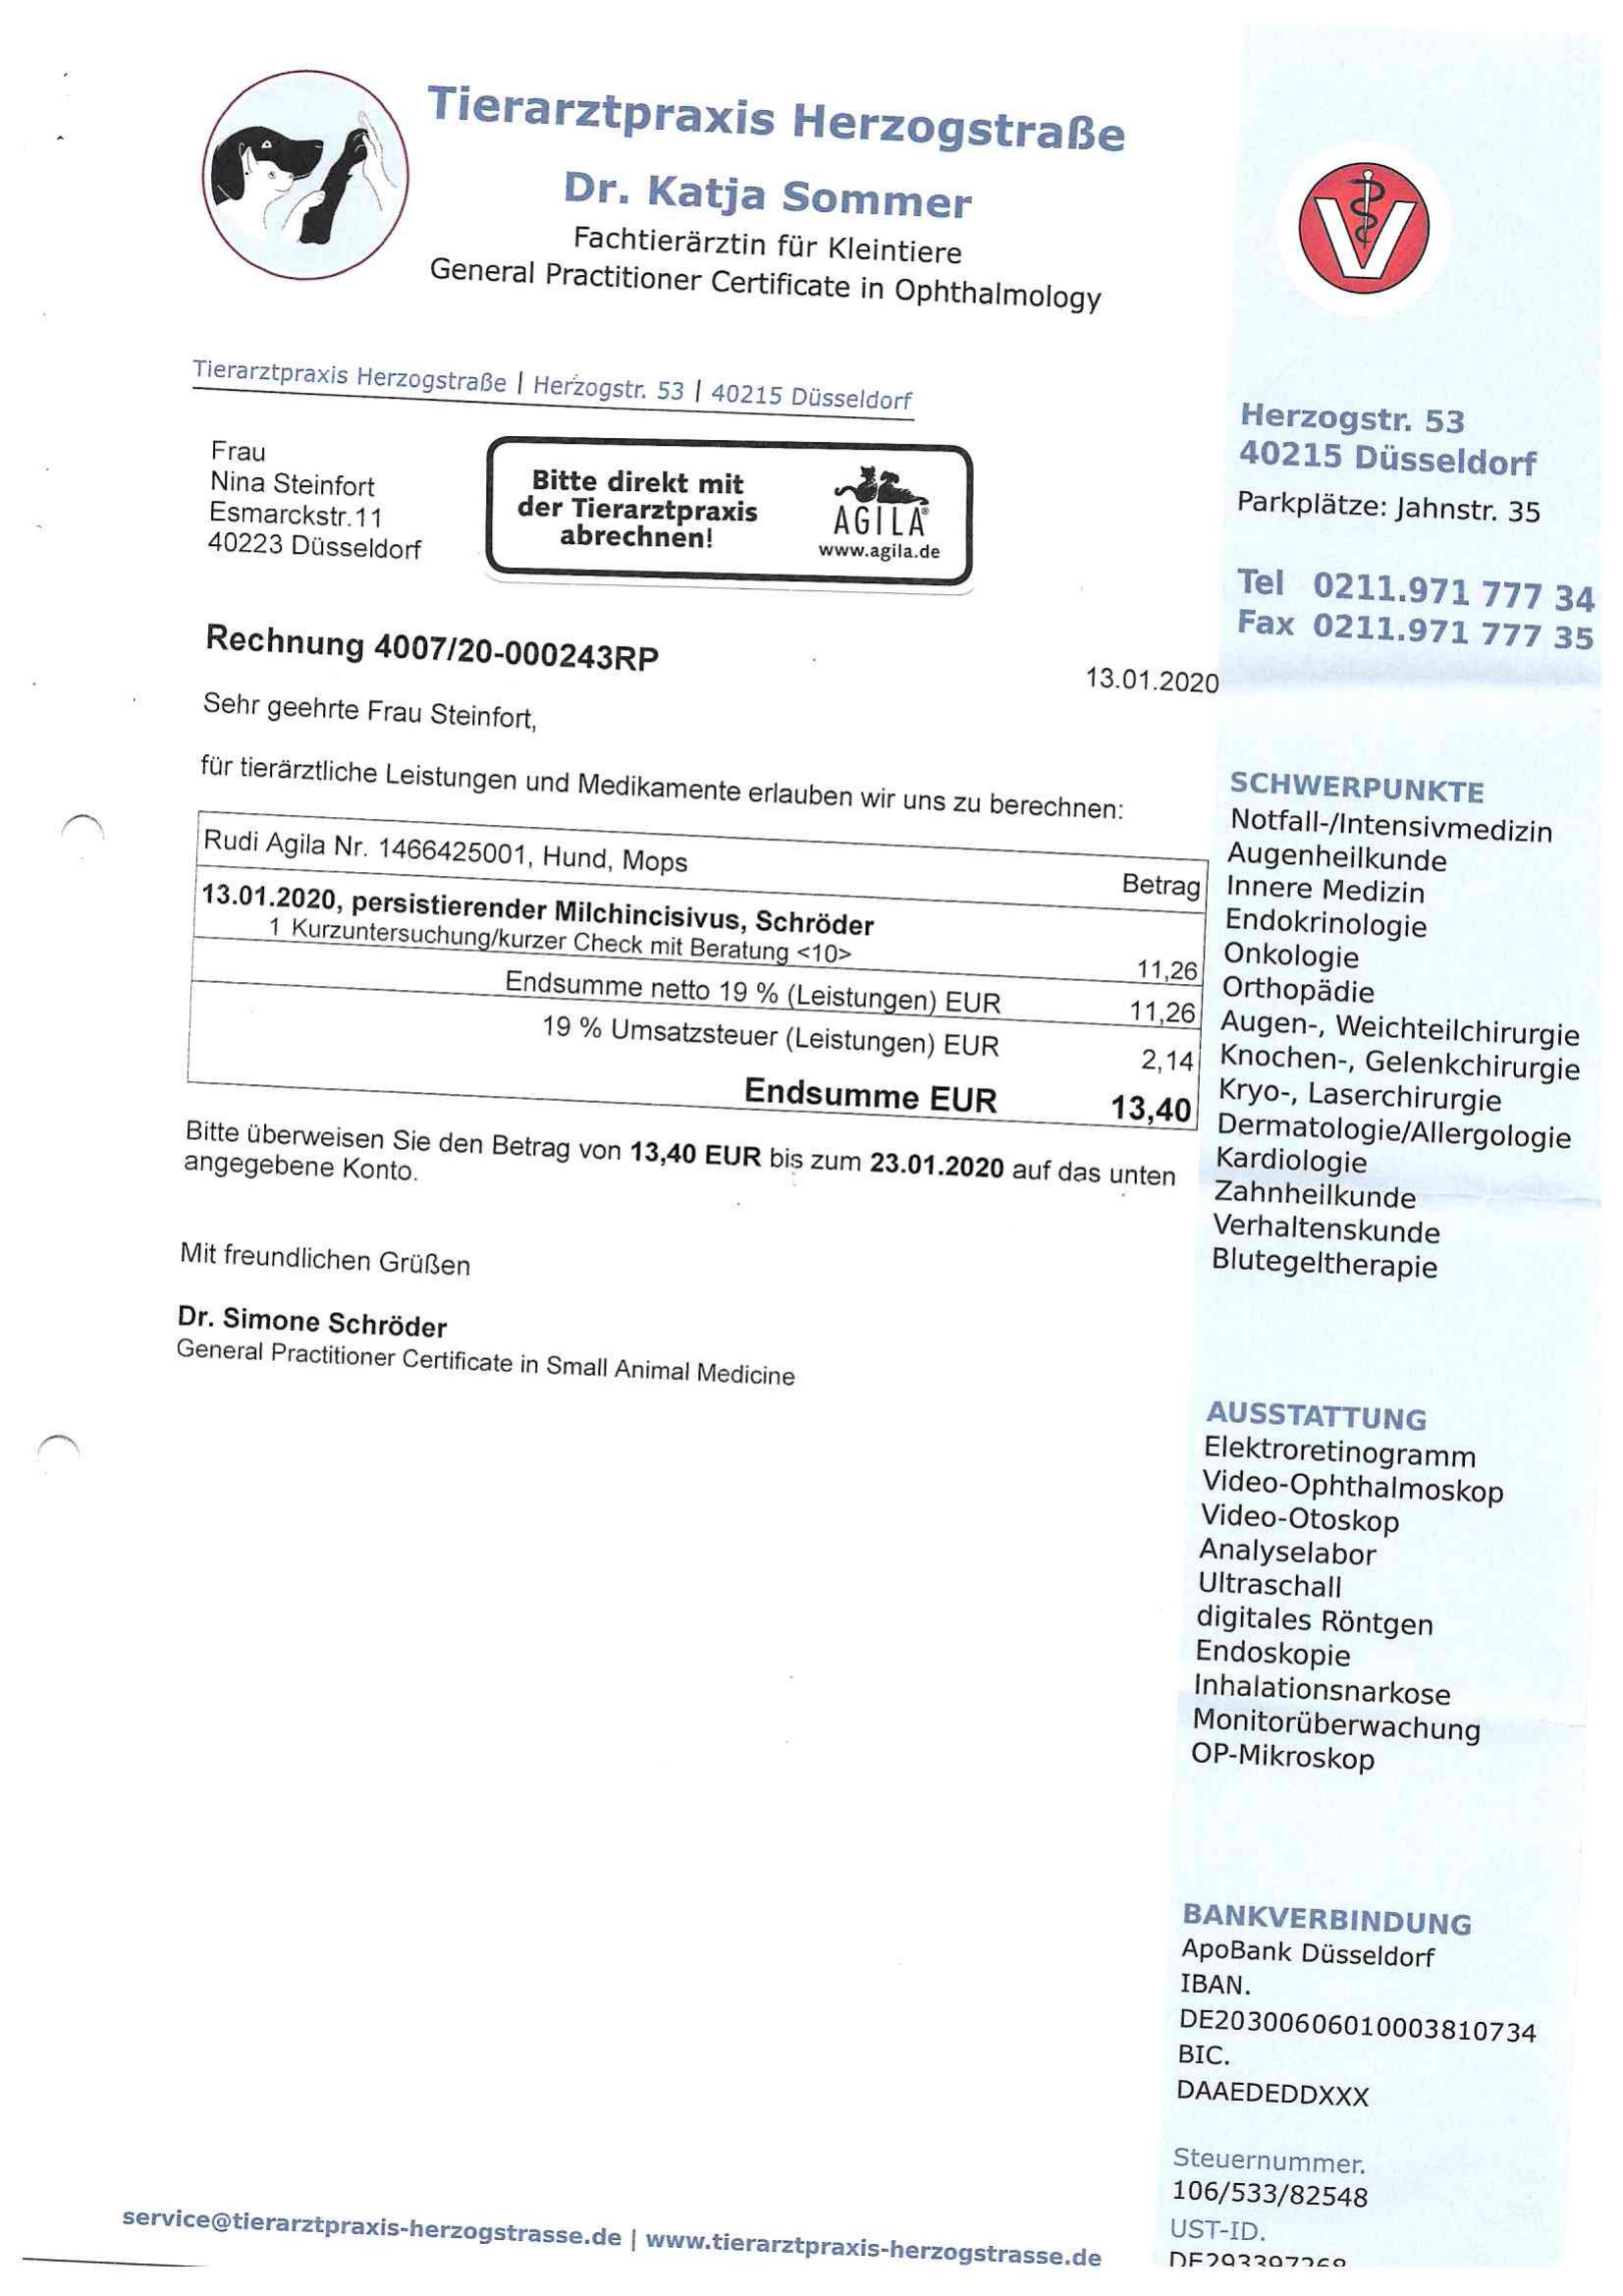 Tierarztpraxis Herzogstraße
Dr. Katja Sommer
Fachtierärztin für Kleintiere
General Practitioner Certificate in Ophthalmology
V
Tierarztpraxis Herzogstraße | Herzogstr. 53 | 40215 Düsseldorf
Frau
Nina Steinfort
Esmarckstr.11
40223 Düsseldorf
Bitte direkt mit
der Tierarztpraxis
abrechnen!
AGILA®
www.agila.de
Herzogstr. 53
40215 Düsseldorf
Parkplätze: Jahnstr. 35
Tel 0211.971 777 34
Fax 0211.971 777 35
Rechnung 4007/20-000243RP
13.01.2020
Sehr geehrte Frau Steinfort,
für tierärztliche Leistungen und Medikamente erlauben wir uns zu berechnen:
Rudi Agila Nr. 1466425001, Hund, Mops
Betrag
13.01.2020, persistierender Milchincisivus, Schröder
1 Kurzuntersuchung/kurzer Check mit Beratung <10> 11,26
Endsumme netto 19 % (Leistungen) EUR 11,26
19 % Umsatzsteuer (Leistungen) EUR 2,14
Endsumme EUR 13,40
Bitte überweisen Sie den Betrag von 13,40 EUR bis zum 23.01.2020 auf das unten
angegebene Konto.
Mit freundlichen Grüßen
Dr. Simone Schröder
General Practitioner Certificate in Small Animal Medicine
SCHWERPUNKTE
Notfall-/Intensivmedizin
Augenheilkunde
Innere Medizin
Endokrinologie
Onkologie
Orthopädie
Augen-, Weichteilchirurgie
Knochen-, Gelenkchirurgie
Kryo-, Laserchirurgie
Dermatologie/Allergologie
Kardiologie
Zahnheilkunde
Verhaltenskunde
Blutegeltherapie
AUSSTATTUNG
Elektroretinogramm
Video-Ophthalmoskop
Video-Otoskop
Analyselabor
Ultraschall
digitales Röntgen
Endoskopie
Inhalationsnarkose
Monitorüberwachung
OP-Mikroskop
BANKVERBINDUNG
ApoBank Düsseldorf
IBAN.
DE20300606010003810734
BIC.
DAAEDEDDXXX
Steuernummer.
106/533/82548
UST-ID.
DE293397268
service@tierarztpraxis-herzogstrasse.de | www.tierarztpraxis-herzogstrasse.de